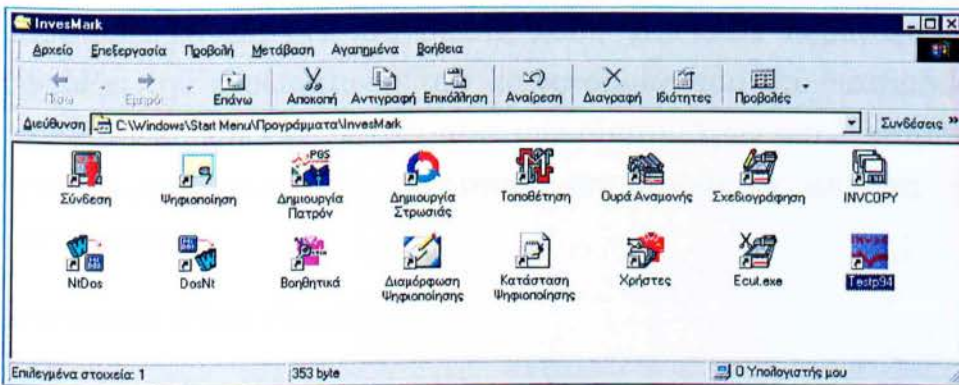 InvesMark
Αρχείο Επεξεργασία Προβολή Μετάβαση Αγαπημένα Βοήθεια
Πίσω Εμπρός Επάνω Αποκοπή Αντιγραφή Επικόλληση Αναίρεση Διαγραφή Ιδιότητες Προβολές
Διεύθυνση C:\Windows\Start Menu\Προγράμματα\InvesMark Συνδέσεις »
PGS
Σύνδεση Ψηφιοποίηση Δημιουργία Πατρόν Δημιουργία Στρωσιάς Τοποθέτηση Ουρά Αναμονής Σχεδιογράφηση INVCOPY
NtDos DosNt Βοηθητικά Διαμόρφωση Ψηφιοποίησης Κατάσταση Ψηφιοποίησης Χρήστες Ecut.exe Testp94
Επιλεγμένα στοιχεία: 1 353 byte Ο Υπολογιστής μου